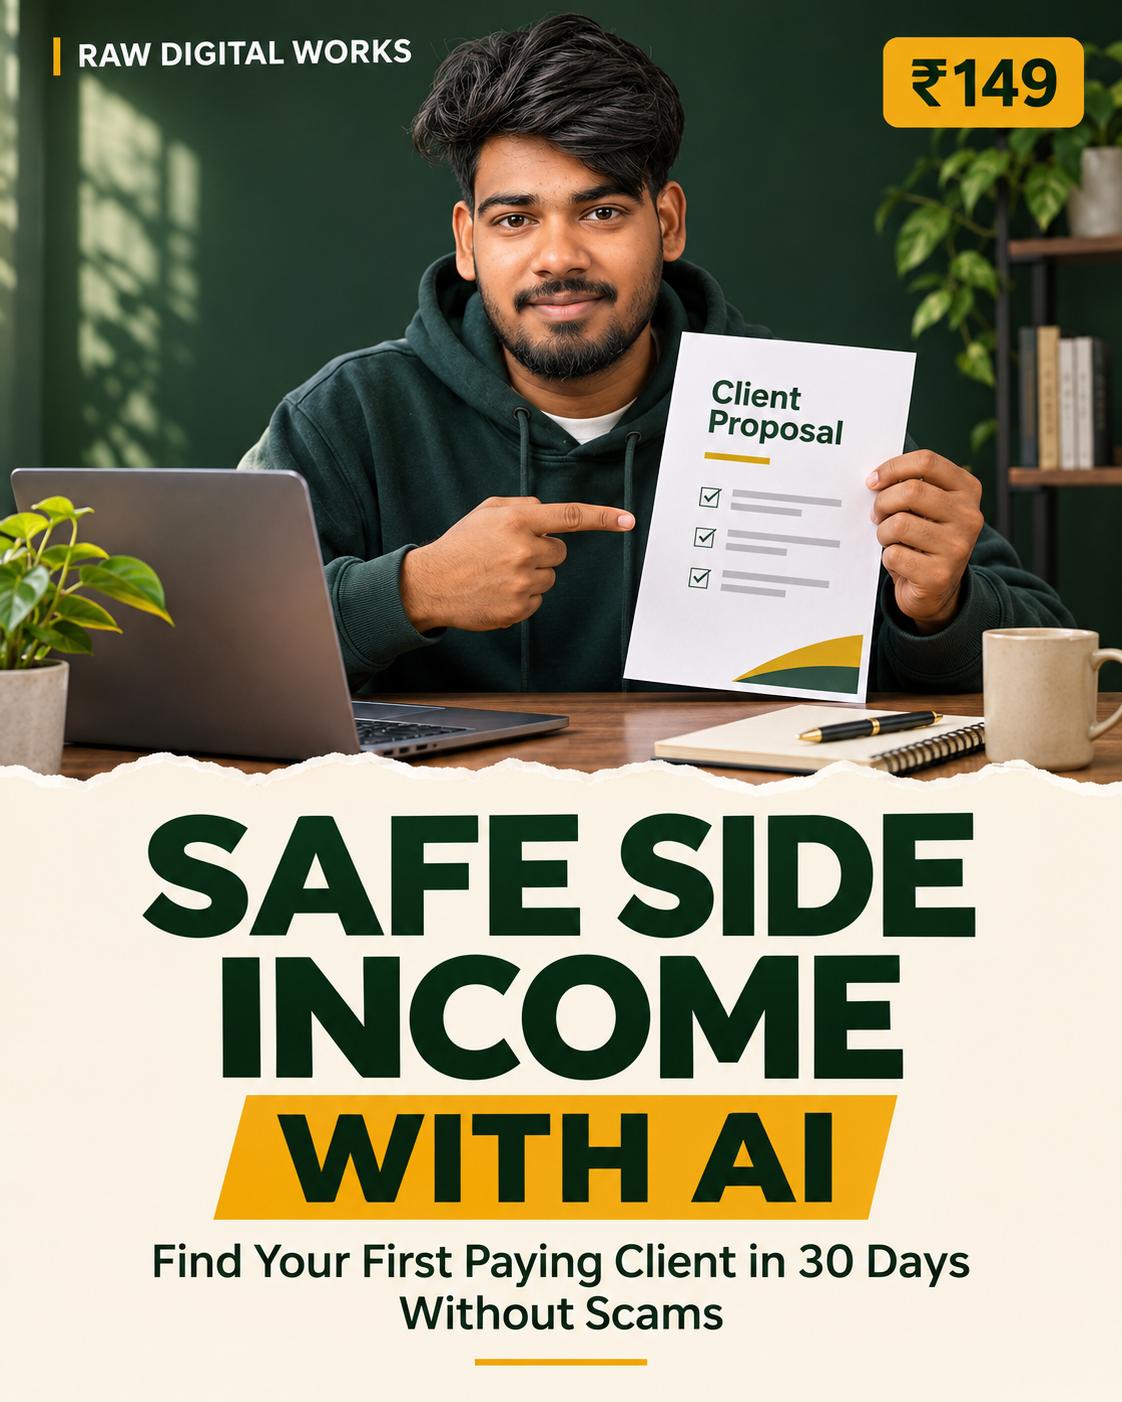 RAW DIGITAL WORKS
₹149
Client
Proposal
SAFE SIDE
INCOME
WITH AI
Find Your First Paying Client in 30 Days
Without Scams